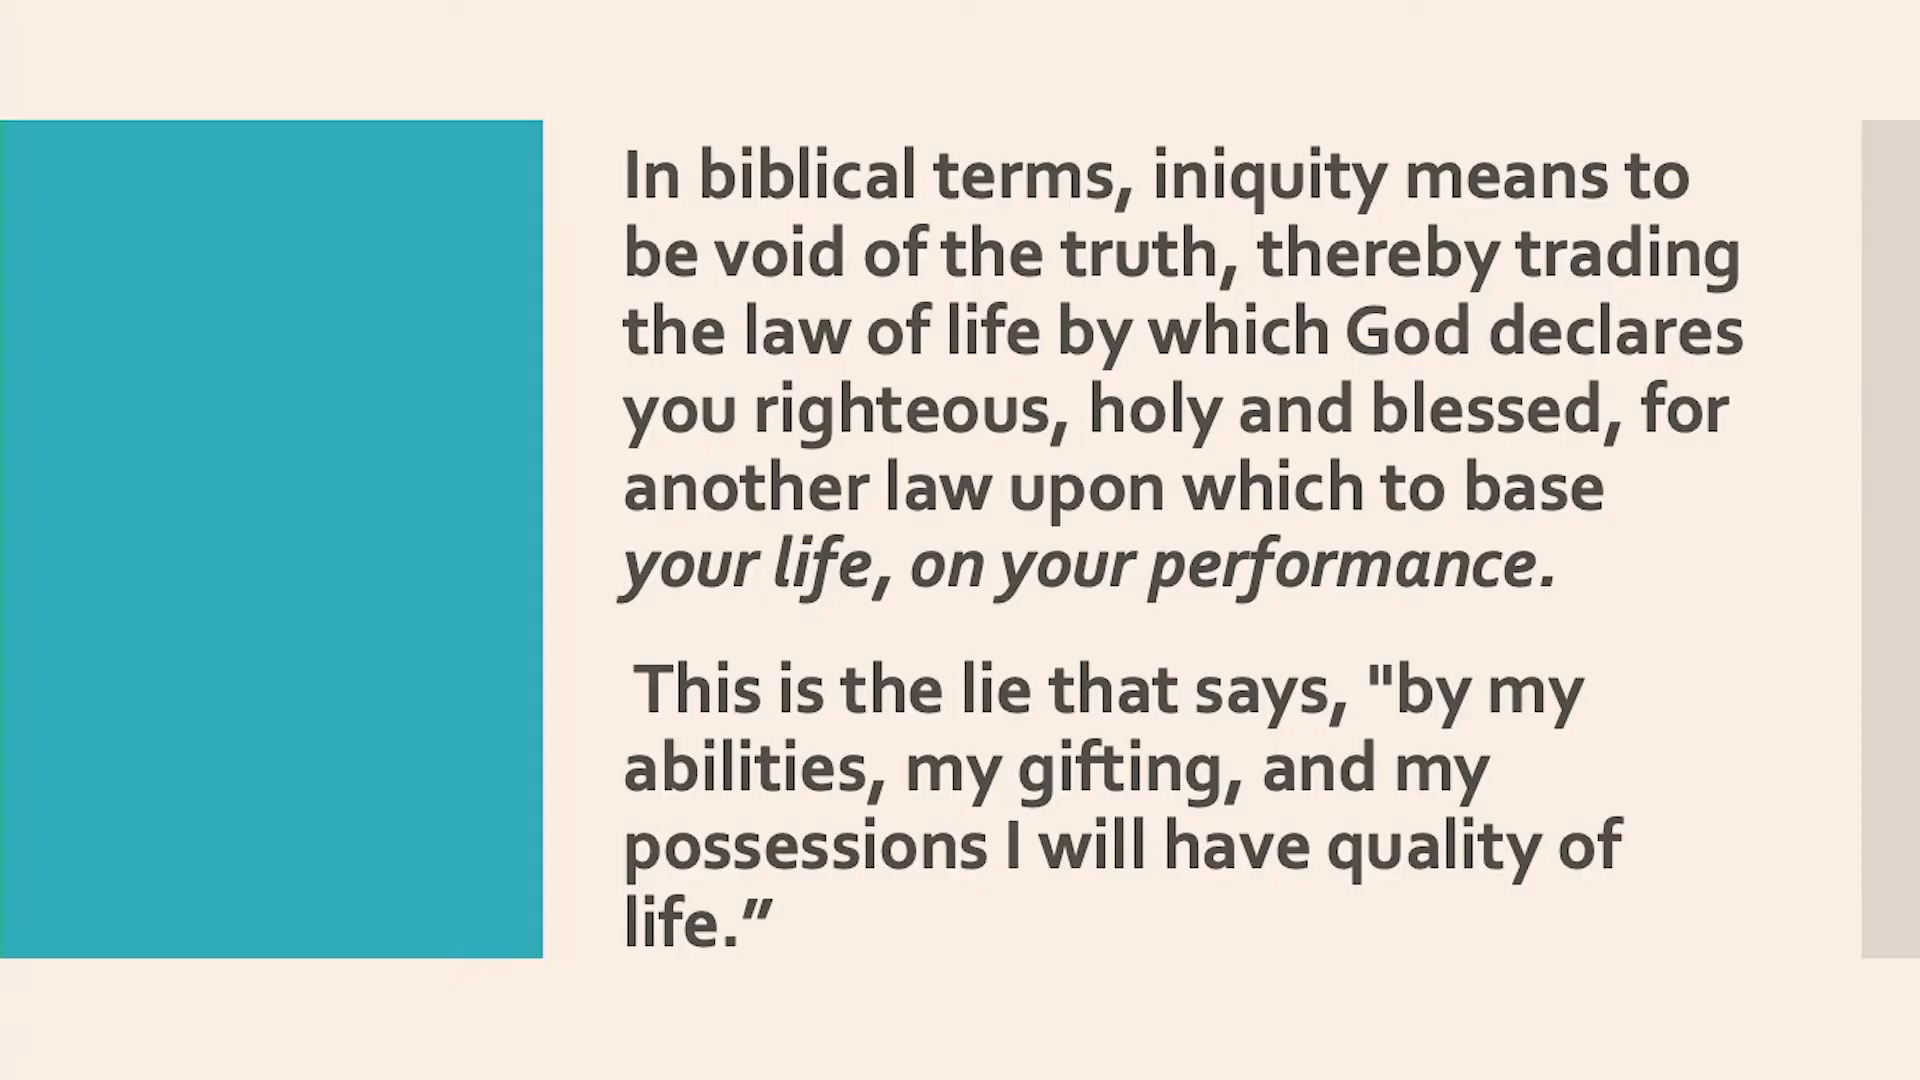 In biblical terms, iniquity means to
be void of the truth, thereby trading
the law of life by which God declares
you righteous, holy and blessed, for
another law upon which to base
your life, on your performance.
This is the lie that says, "by my
abilities, my gifting, and my
possessions I will have quality of
life.”